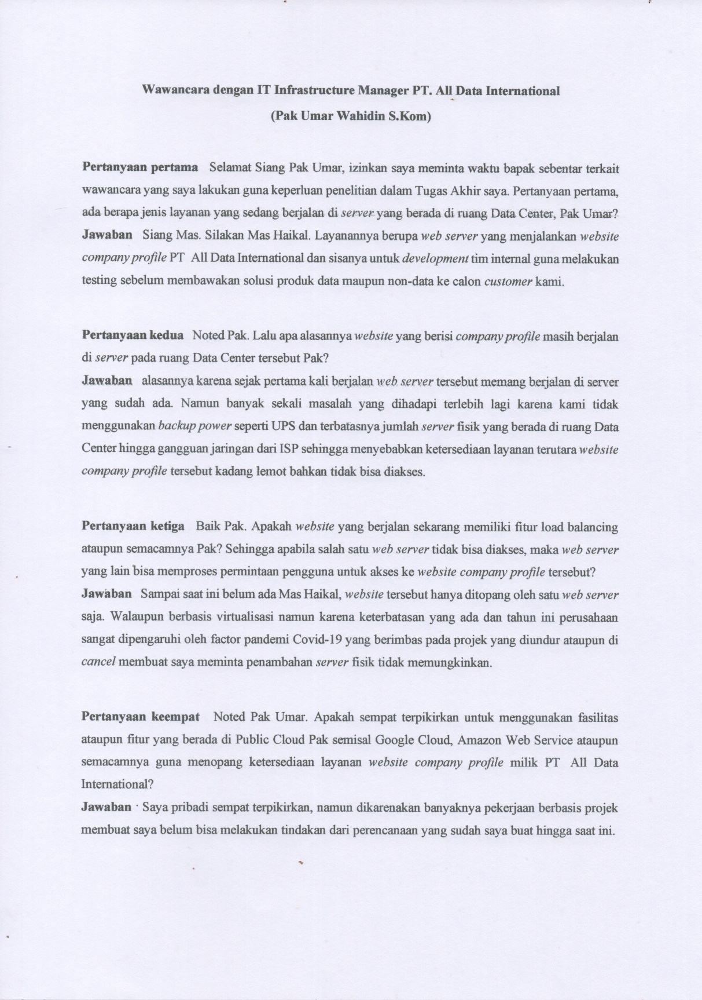 Wawancara dengan IT Infrastructure Manager PT. All Data International
(Pak Umar Wahidin S.Kom)
Pertanyaan pertama Selamat Siang Pak Umar, izinkan saya meminta waktu bapak sebentar terkait
wawancara yang saya lakukan guna keperluan penelitian dalam Tugas Akhir saya. Pertanyaan pertama,
ada berapa jenis layanan yang sedang berjalan di server yang berada di ruang Data Center, Pak Umar?
Jawaban Siang Mas. Silakan Mas Haikal. Layanannya berupa web server yang menjalankan website
company profile PT All Data International dan sisanya untuk development tim internal guna melakukan
testing sebelum membawakan solusi produk data maupun non-data ke calon customer kami.
Pertanyaan kedua Noted Pak. Lalu apa alasannya website yang berisi company profile masih berjalan
di server pada ruang Data Center tersebut Pak?
Jawaban alasannya karena sejak pertama kali berjalan web server tersebut memang berjalan di server
yang sudah ada. Namun banyak sekali masalah yang dihadapi terlebih lagi karena kami tidak
menggunakan backup power seperti UPS dan terbatasnya jumlah server fisik yang berada di ruang Data
Center hingga gangguan jaringan dari ISP sehingga menyebabkan ketersediaan layanan terutara website
company profile tersebut kadang lemot bahkan tidak bisa diakses.
Pertanyaan ketiga Baik Pak. Apakah website yang berjalan sekarang memiliki fitur load balancing
ataupun semacamnya Pak? Sehingga apabila salah satu web server tidak bisa diakses, maka web server
yang lain bisa memproses permintaan pengguna untuk akses ke website company profile tersebut?
Jawaban Sampai saat ini belum ada Mas Haikal, website tersebut hanya ditopang oleh satu web server
saja. Walaupun berbasis virtualisasi namun karena keterbatasan yang ada dan tahun ini perusahaan
sangat dipengaruhi oleh factor pandemi Covid-19 yang berimbas pada projek yang diundur ataupun di
cancel membuat saya meminta penambahan server fisik tidak memungkinkan.
Pertanyaan keempat Noted Pak Umar. Apakah sempat terpikirkan untuk menggunakan fasilitas
ataupun fitur yang berada di Public Cloud Pak semisal Google Cloud, Amazon Web Service ataupun
semacamnya guna menopang ketersediaan layanan website company profile milik PT All Data
International?
Jawaban Saya pribadi sempat terpikirkan, namun dikarenakan banyaknya pekerjaan berbasis projek
membuat saya belum bisa melakukan tindakan dari perencanaan yang sudah saya buat hingga saat ini.